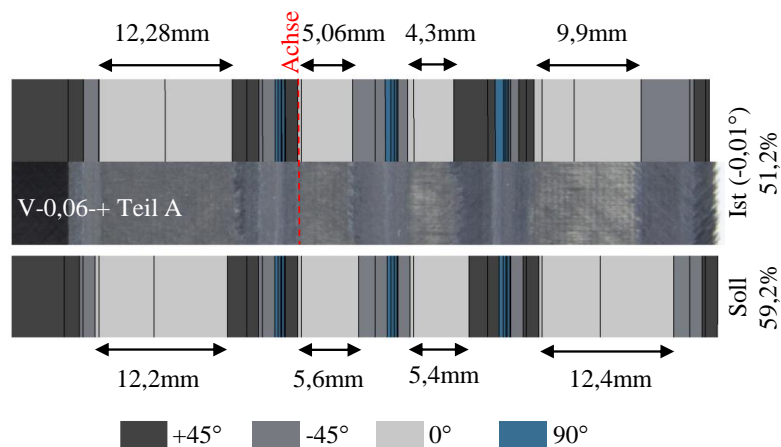 12,28mm
Achse
5,06mm
4,3mm
9,9mm
Ist (-0,01°)
51,2%
V-0,06-+ Teil A
Soll
59,2%
12,2mm
5,6mm
5,4mm
12,4mm
+45°
-45°
0°
90°